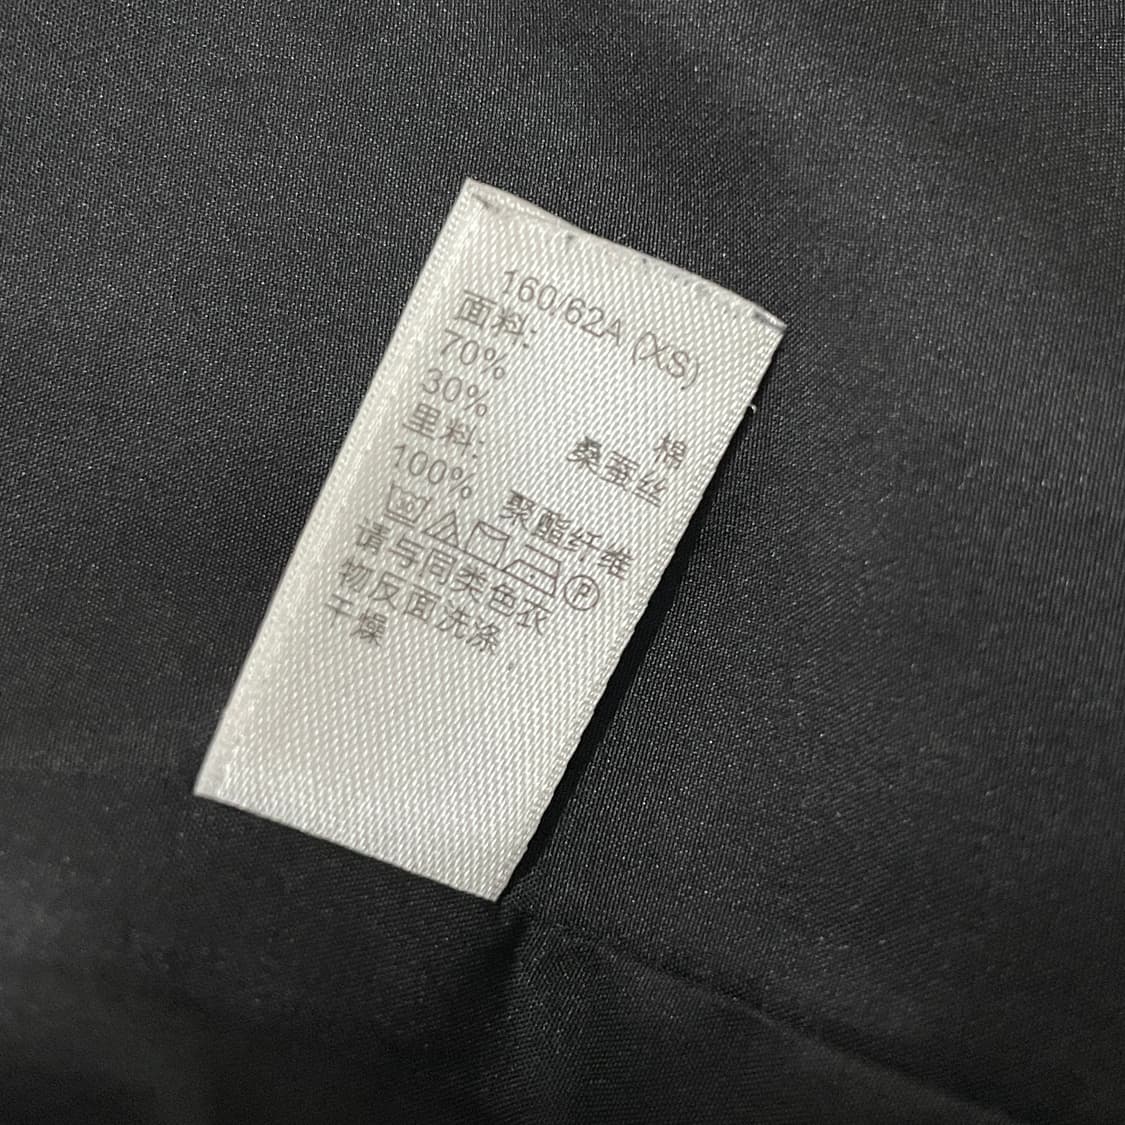 160/62A (XS)
面料:
70% 棉
30% 桑蚕丝
里料:
100% 聚酯纤维
P
请与同类色衣
物反面洗涤
干燥